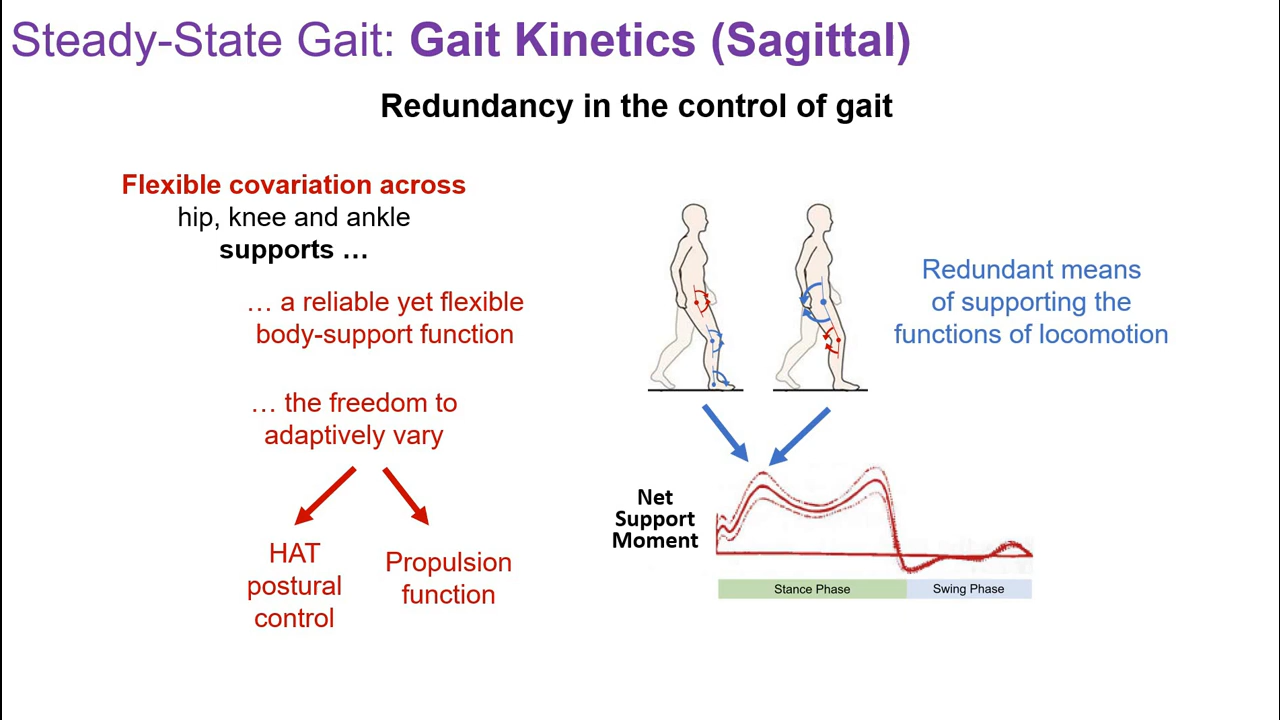 Steady-State Gait: Gait Kinetics (Sagittal)
Redundancy in the control of gait
Flexible covariation across
hip, knee and ankle
supports …
… a reliable yet flexible
body-support function
… the freedom to
adaptively vary
HAT
postural
control
Propulsion
function
Redundant means
of supporting the
functions of locomotion
Net
Support
Moment
Stance Phase
Swing Phase